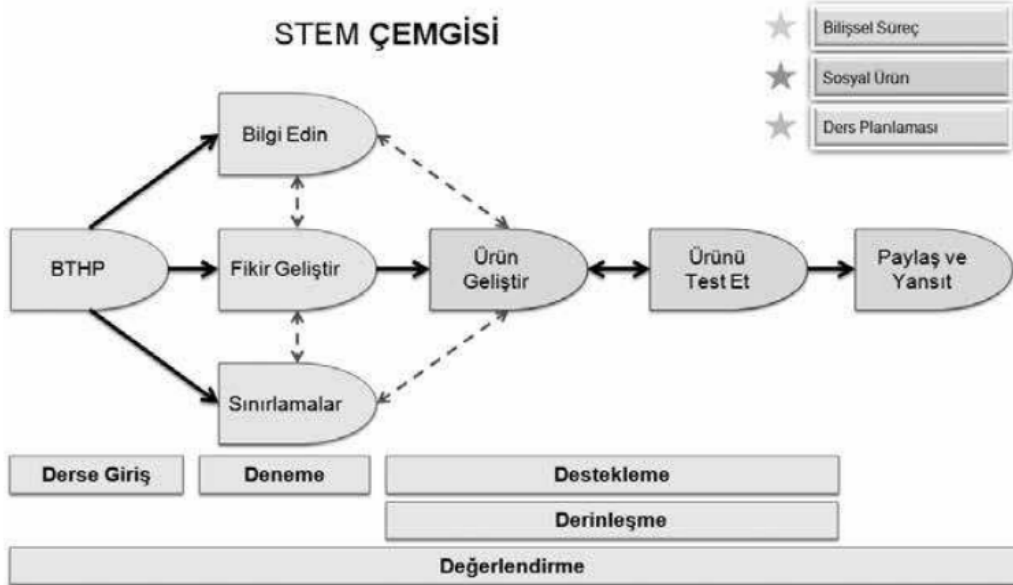 STEM ÇEMGİSİ
Bilişsel Süreç
Sosyal Ürün
Ders Planlaması
Bilgi Edin
BTHP
Fikir Geliştir
Ürün
Geliştir
Ürünü
Test Et
Paylaş ve
Yansıt
Sınırlamalar
Derse Giriş
Deneme
Destekleme
Derinleşme
Değerlendirme